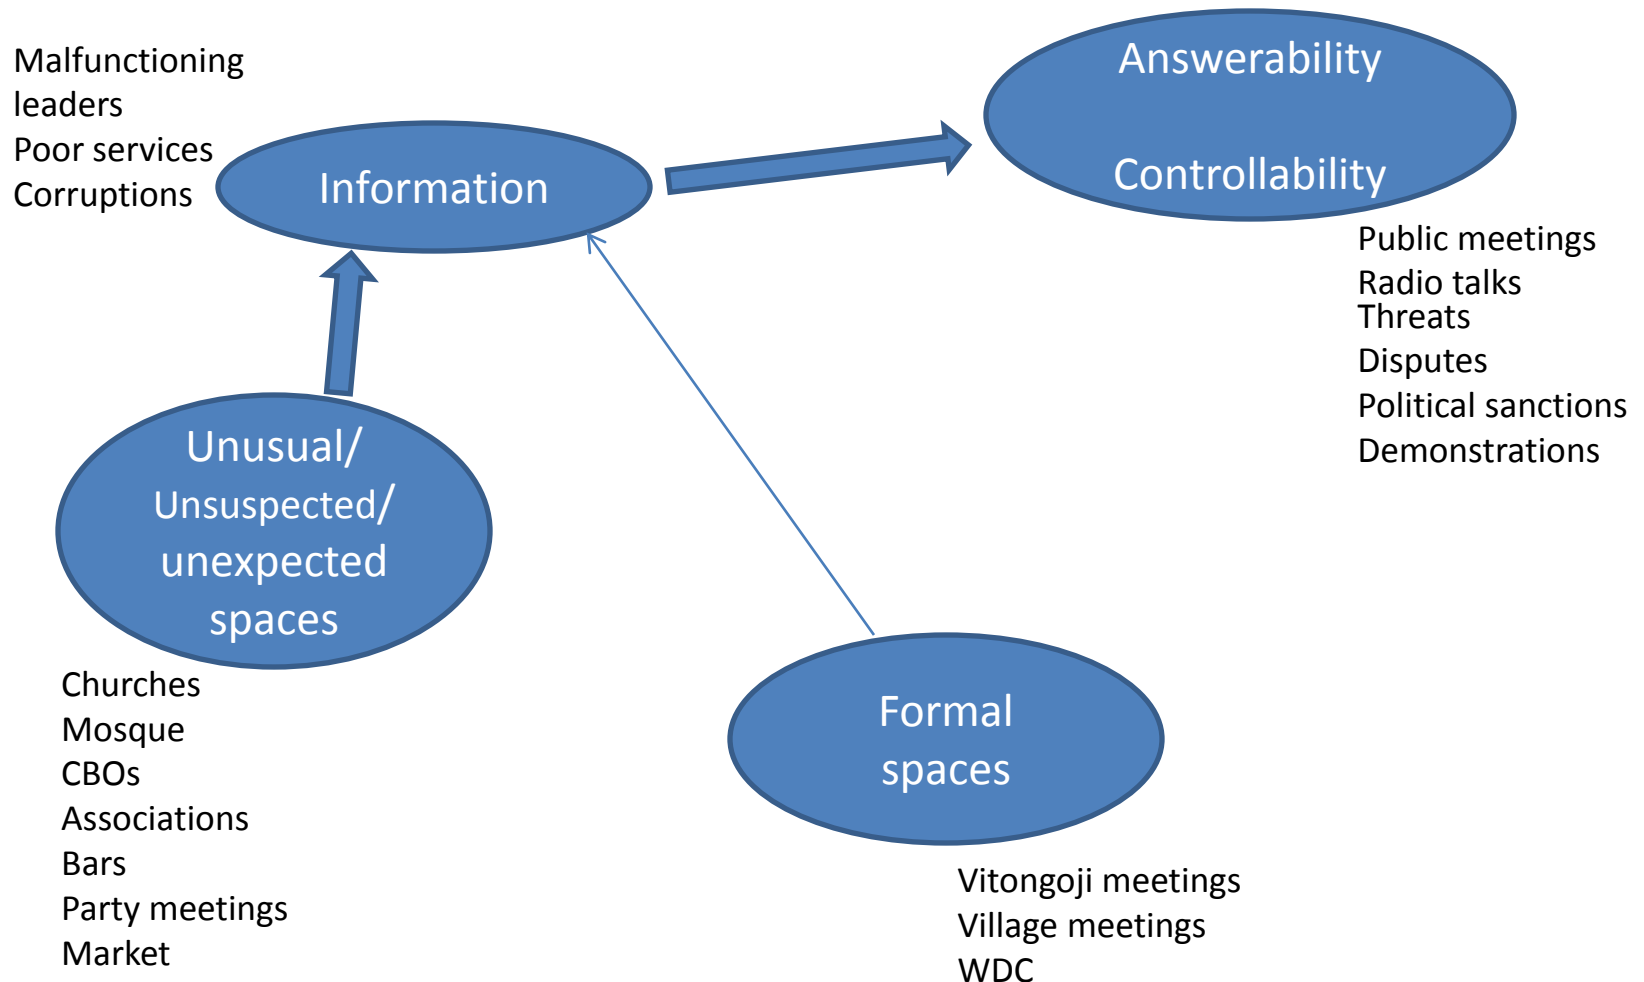 Malfunctioning
leaders
Poor services
Corruptions
Information
Answerability
Controllability
Public meetings
Radio talks
Threats
Disputes
Political sanctions
Demonstrations
Unusual/
Unsuspected/
unexpected
spaces
Churches
Mosque
CBOs
Associations
Bars
Party meetings
Market
Formal
spaces
Vitongoji meetings
Village meetings
WDC